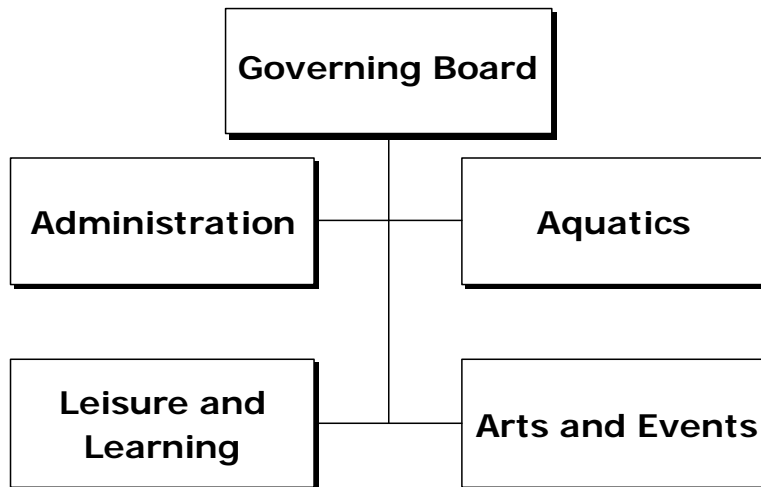 Governing Board
Administration
Aquatics
Leisure and
Learning
Arts and Events